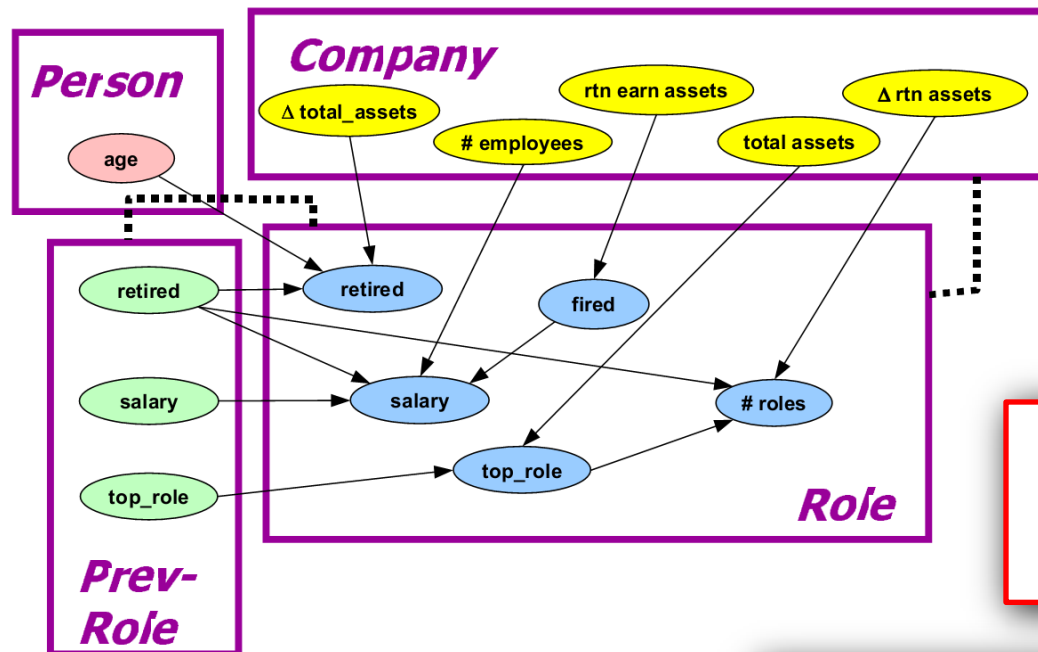 Person
age
Company
Δ total_assets
# employees
rtn earn assets
total assets
Δ rtn assets
retired
salary
top_role
Prev-
Role
retired
fired
salary
# roles
top_role
Role